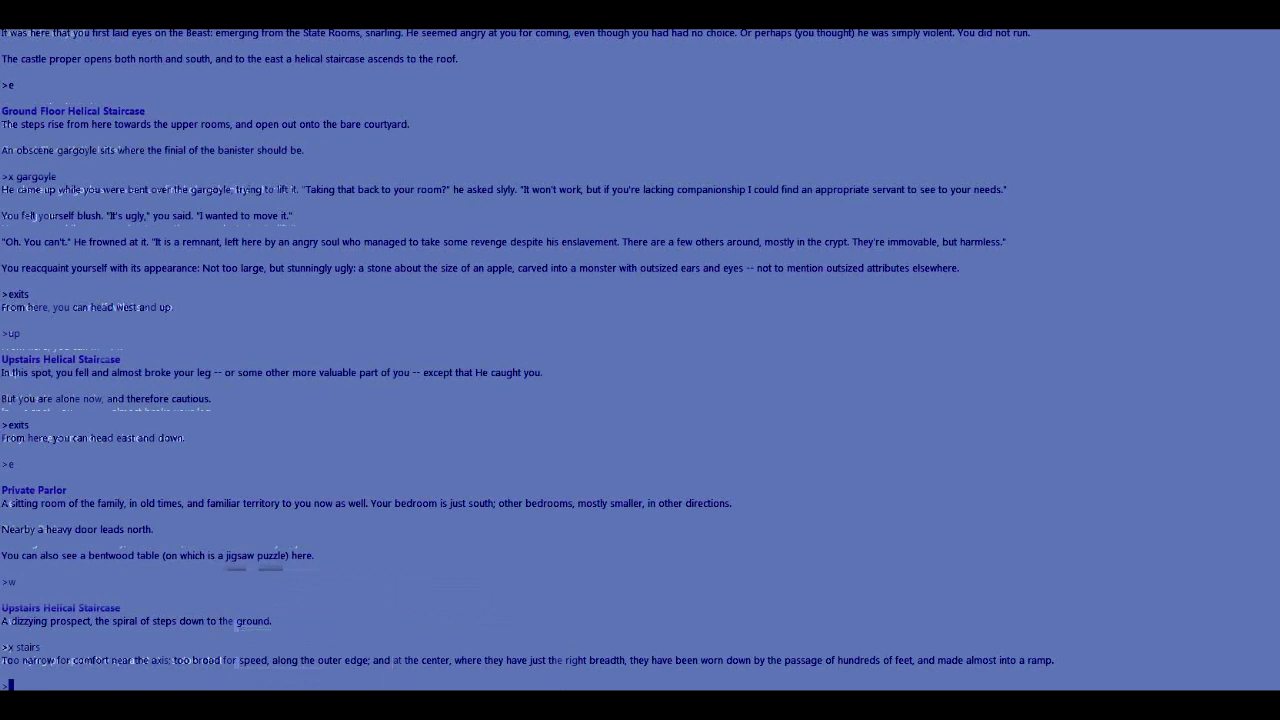 It was here that you first laid eyes on the Beast: emerging from the State Rooms, snarling. He seemed angry at you for coming, even though you had had no choice. Or perhaps (you thought) he was simply violent. You did not run.
The castle proper opens both north and south, and to the east a helical staircase ascends to the roof.
>e
Ground Floor Helical Staircase
The steps rise from here towards the upper rooms, and open out onto the bare courtyard.
An obscene gargoyle sits where the finial of the banister should be.
>x gargoyle
He came up while you were bent over the gargoyle, trying to lift it. "Taking that back to your room?" he asked slyly. "It won't work, but if you're lacking companionship I could find an appropriate servant to see to your needs."
You felt yourself blush. "It's ugly," you said. "I wanted to move it."
"Oh. You can't." He frowned at it. "It is a remnant, left here by an angry soul who managed to take some revenge despite his enslavement. There are a few others around, mostly in the crypt. They're immovable, but harmless."
You reacquaint yourself with its appearance: Not too large, but stunningly ugly: a stone about the size of an apple, carved into a monster with outsized ears and eyes -- not to mention outsized attributes elsewhere.
>exits
From here, you can head west and up.
>up
Upstairs Helical Staircase
In this spot, you fell and almost broke your leg -- or some other more valuable part of you -- except that He caught you.
But you are alone now, and therefore cautious.
>exits
From here, you can head east and down.
>e
Private Parlor
A sitting room of the family, in old times, and familiar territory to you now as well. Your bedroom is just south; other bedrooms, mostly smaller, in other directions.
Nearby a heavy door leads north.
You can also see a bentwood table (on which is a jigsaw puzzle) here.
>w
Upstairs Helical Staircase
A dizzying prospect, the spiral of steps down to the ground.
>x stairs
Too narrow for comfort near the axis; too broad for speed, along the outer edge; and at the center, where they have just the right breadth, they have been worn down by the passage of hundreds of feet, and made almost into a ramp.
>